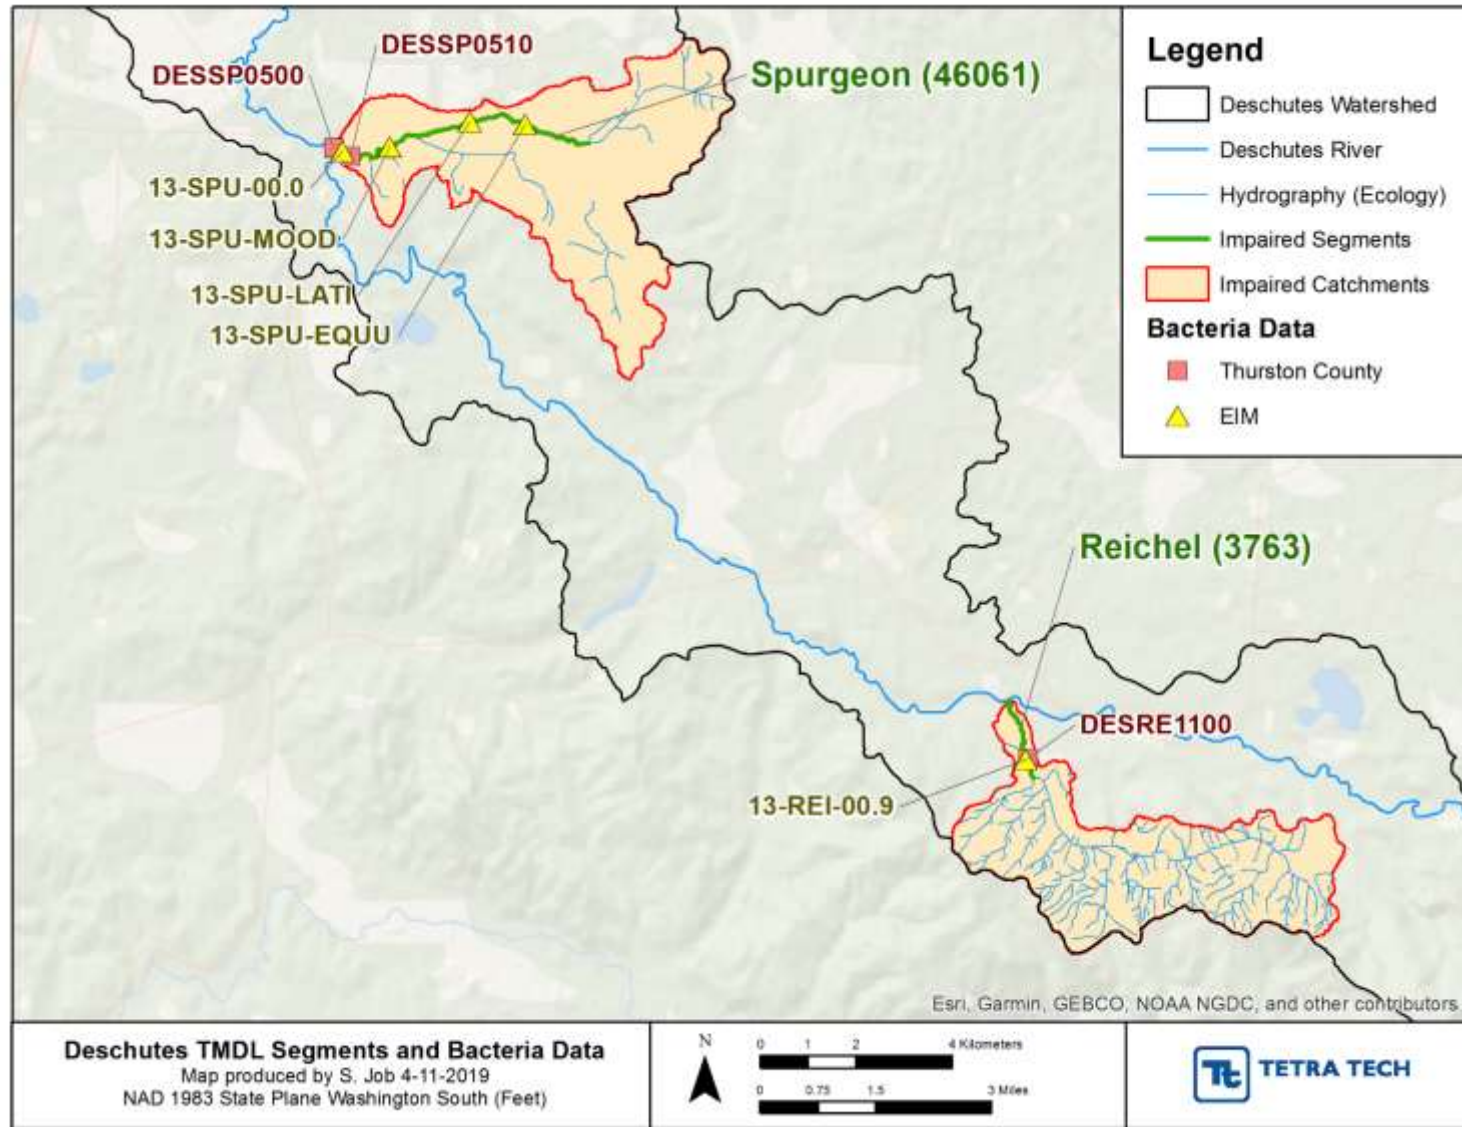 DESSP0510
DESSP0500
Spurgeon (46061)
13-SPU-00.0
13-SPU-MOOD
13-SPU-LATI
13-SPU-EQUU
Reichel (3763)
DESRE1100
13-REI-00.9
Legend
Deschutes Watershed
Deschutes River
Hydrography (Ecology)
Impaired Segments
Impaired Catchments
Bacteria Data
Thurston County
EIM
Esri, Garmin, GEBCO, NOAA NGDC, and other contributors
Deschutes TMDL Segments and Bacteria Data
Map produced by S. Job 4-11-2019
NAD 1983 State Plane Washington South (Feet)
N
0 1 2 4 Kilometers
0 0.75 1.5 3 Miles
Tt TETRA TECH